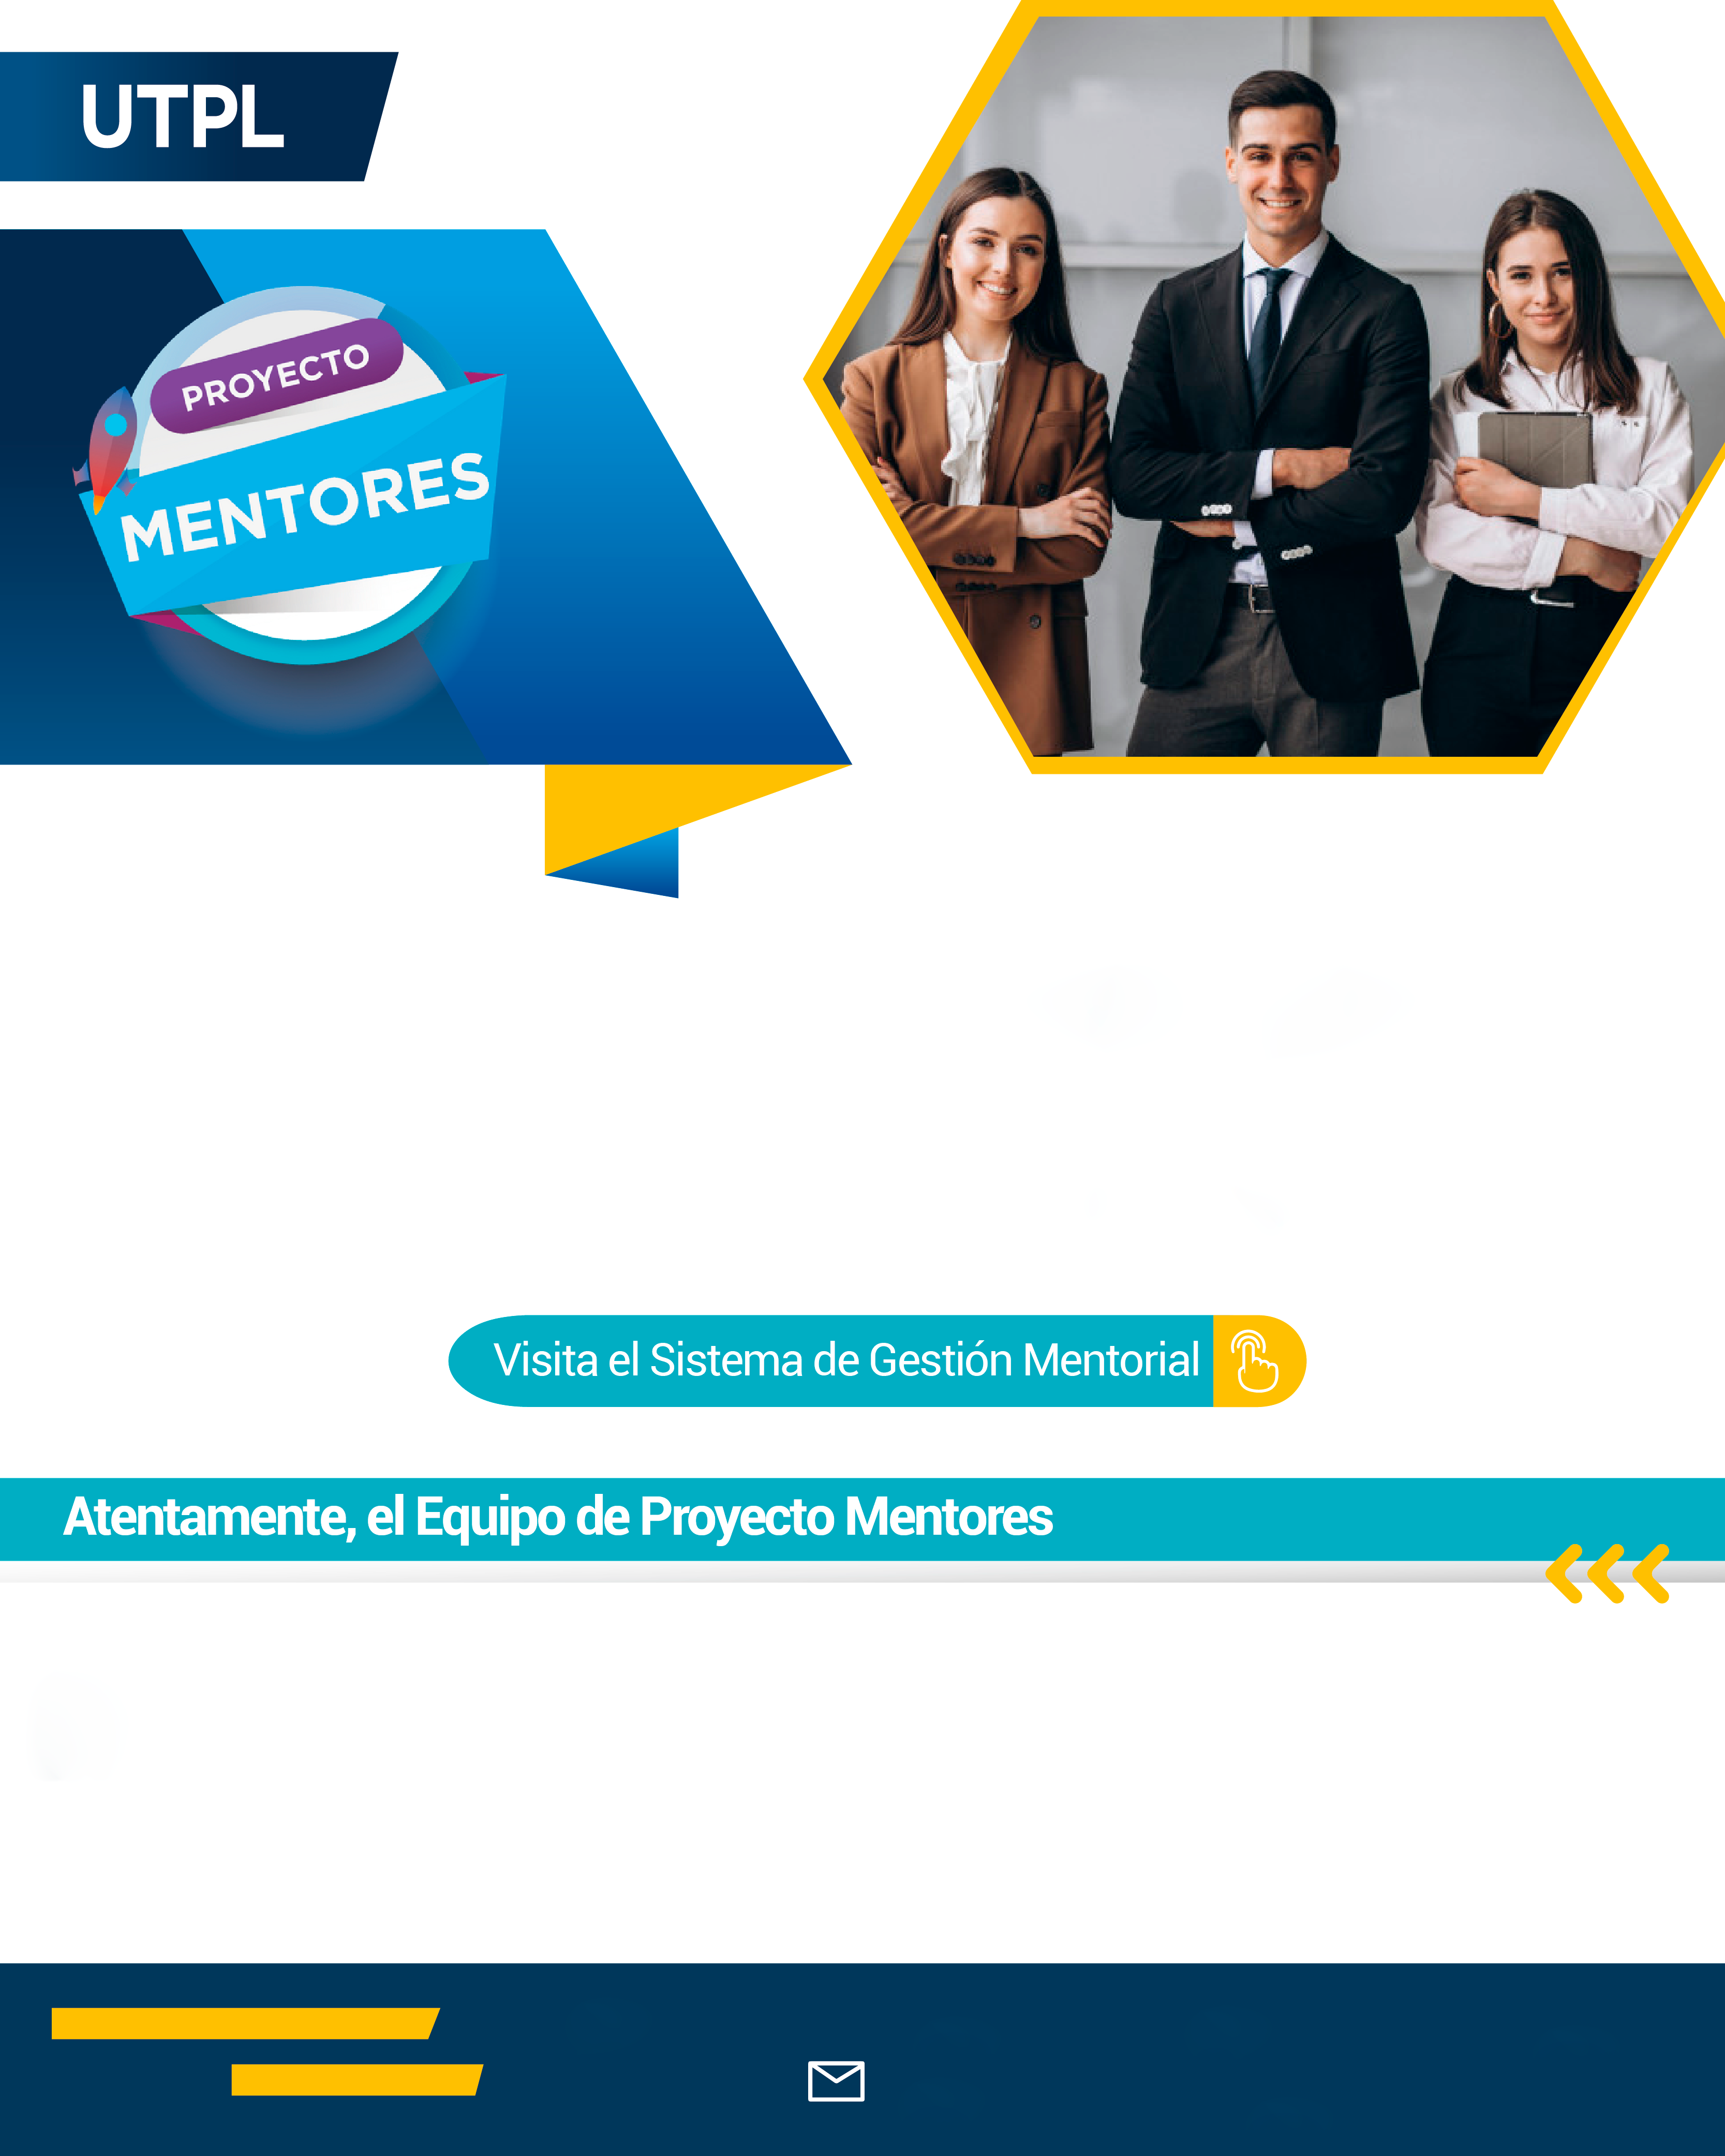 UTPL
PROYECTO
MENTORES
Visita el Sistema de Gestión Mentorial
Atentamente, el Equipo de Proyecto Mentores